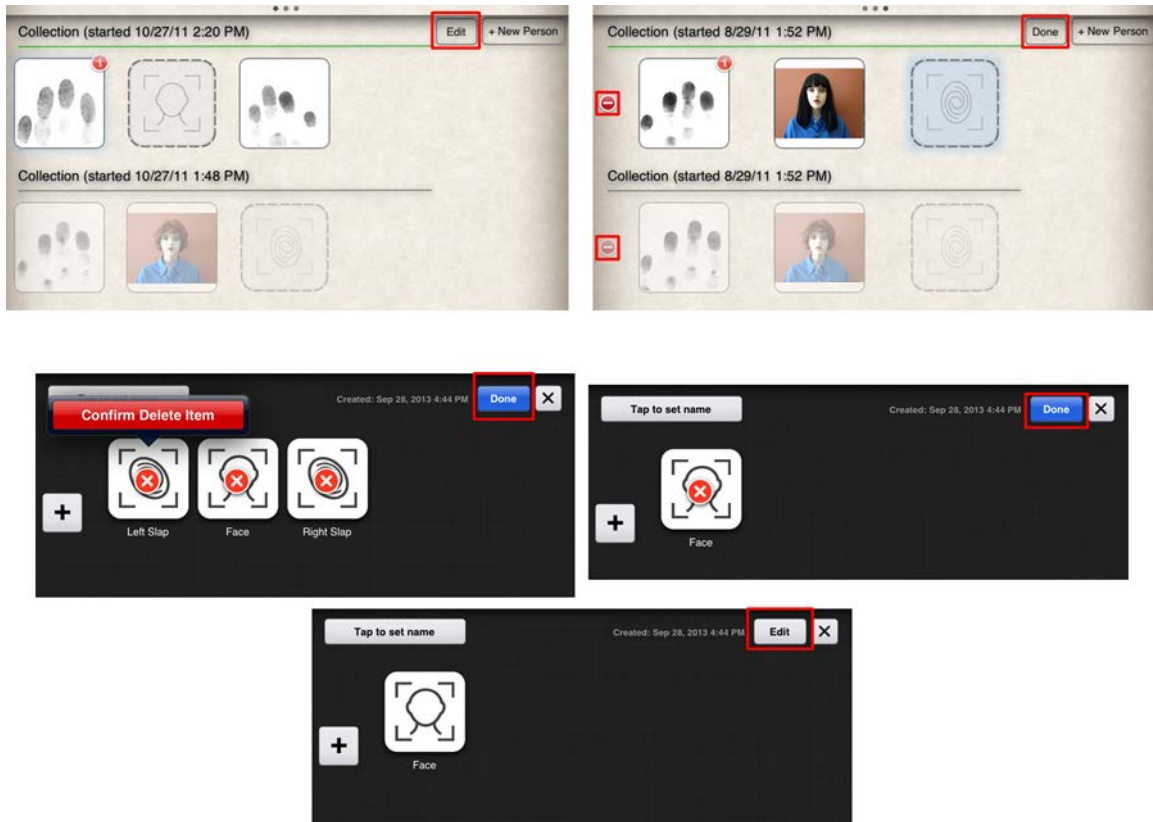 Collection (started 10/27/11 2:20 PM) Edit + New Person
1
Collection (started 10/27/11 1:48 PM)
Collection (started 8/29/11 1:52 PM) Done + New Person
1
Collection (started 8/29/11 1:52 PM)
Created: Sep 28, 2013 4:44 PM Done
Confirm Delete Item
Left Slap Face Right Slap
Tap to set name Created: Sep 28, 2013 4:44 PM Done
Face
Tap to set name Created: Sep 28, 2013 4:44 PM Edit
Face